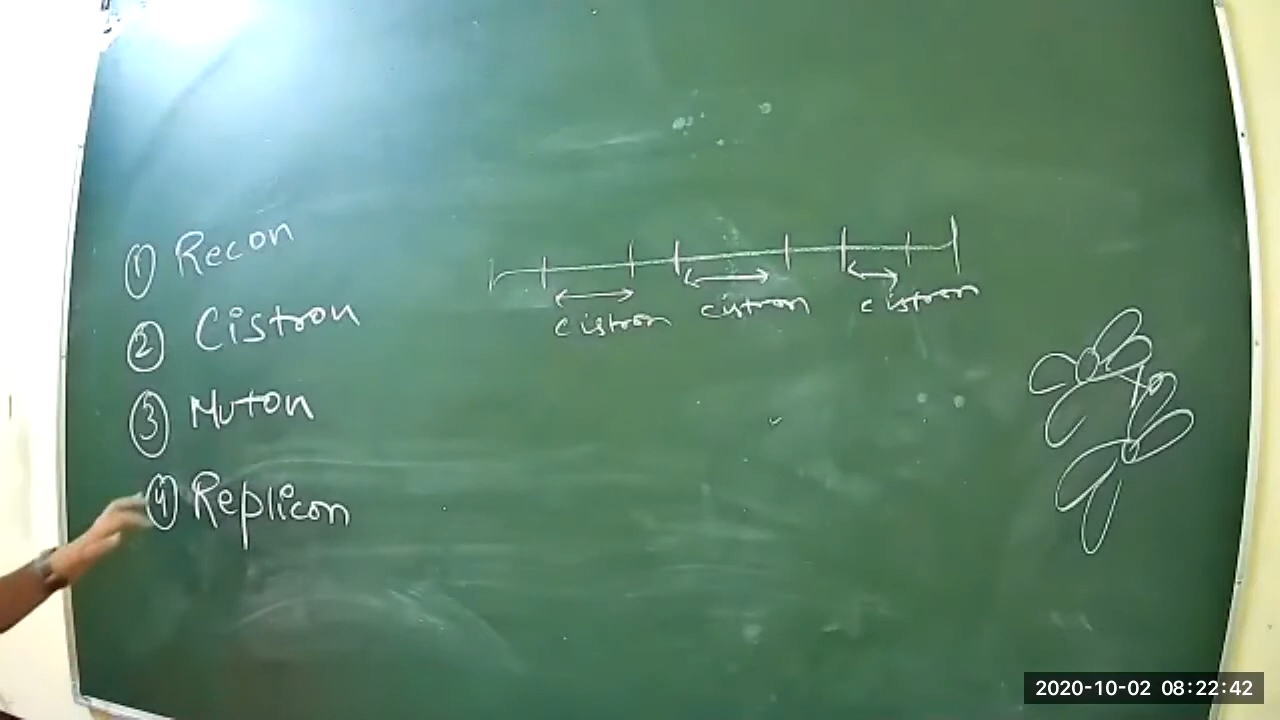 ① Recon
② Cistron
③ Muton
④ Replicon
cistron cistron cistron
2020-10-02 08:22:42